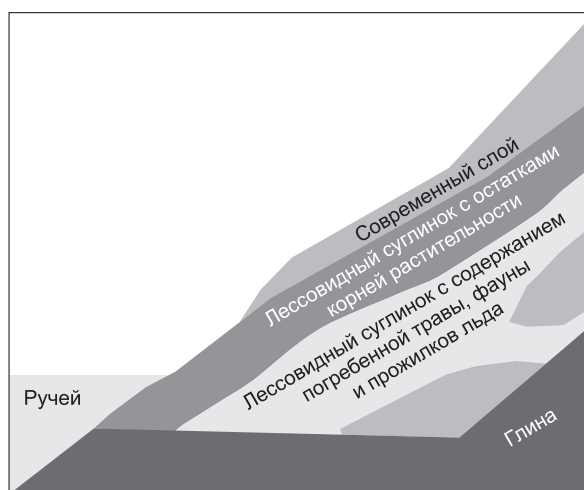 Современный слой
Лессовидный суглинок с остатками
корней растительности
Лессовидный суглинок с содержанием
погребенной травы, фауны
и прожилков льда
Ручей
Глина